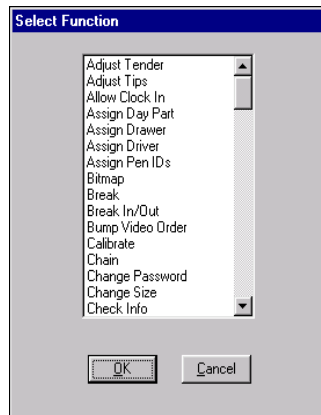 Select Function
Adjust Tender
Adjust Tips
Allow Clock In
Assign Day Part
Assign Drawer
Assign Driver
Assign Pen IDs
Bitmap
Break
Break In/Out
Bump Video Order
Calibrate
Chain
Change Password
Change Size
Check Info
OK Cancel